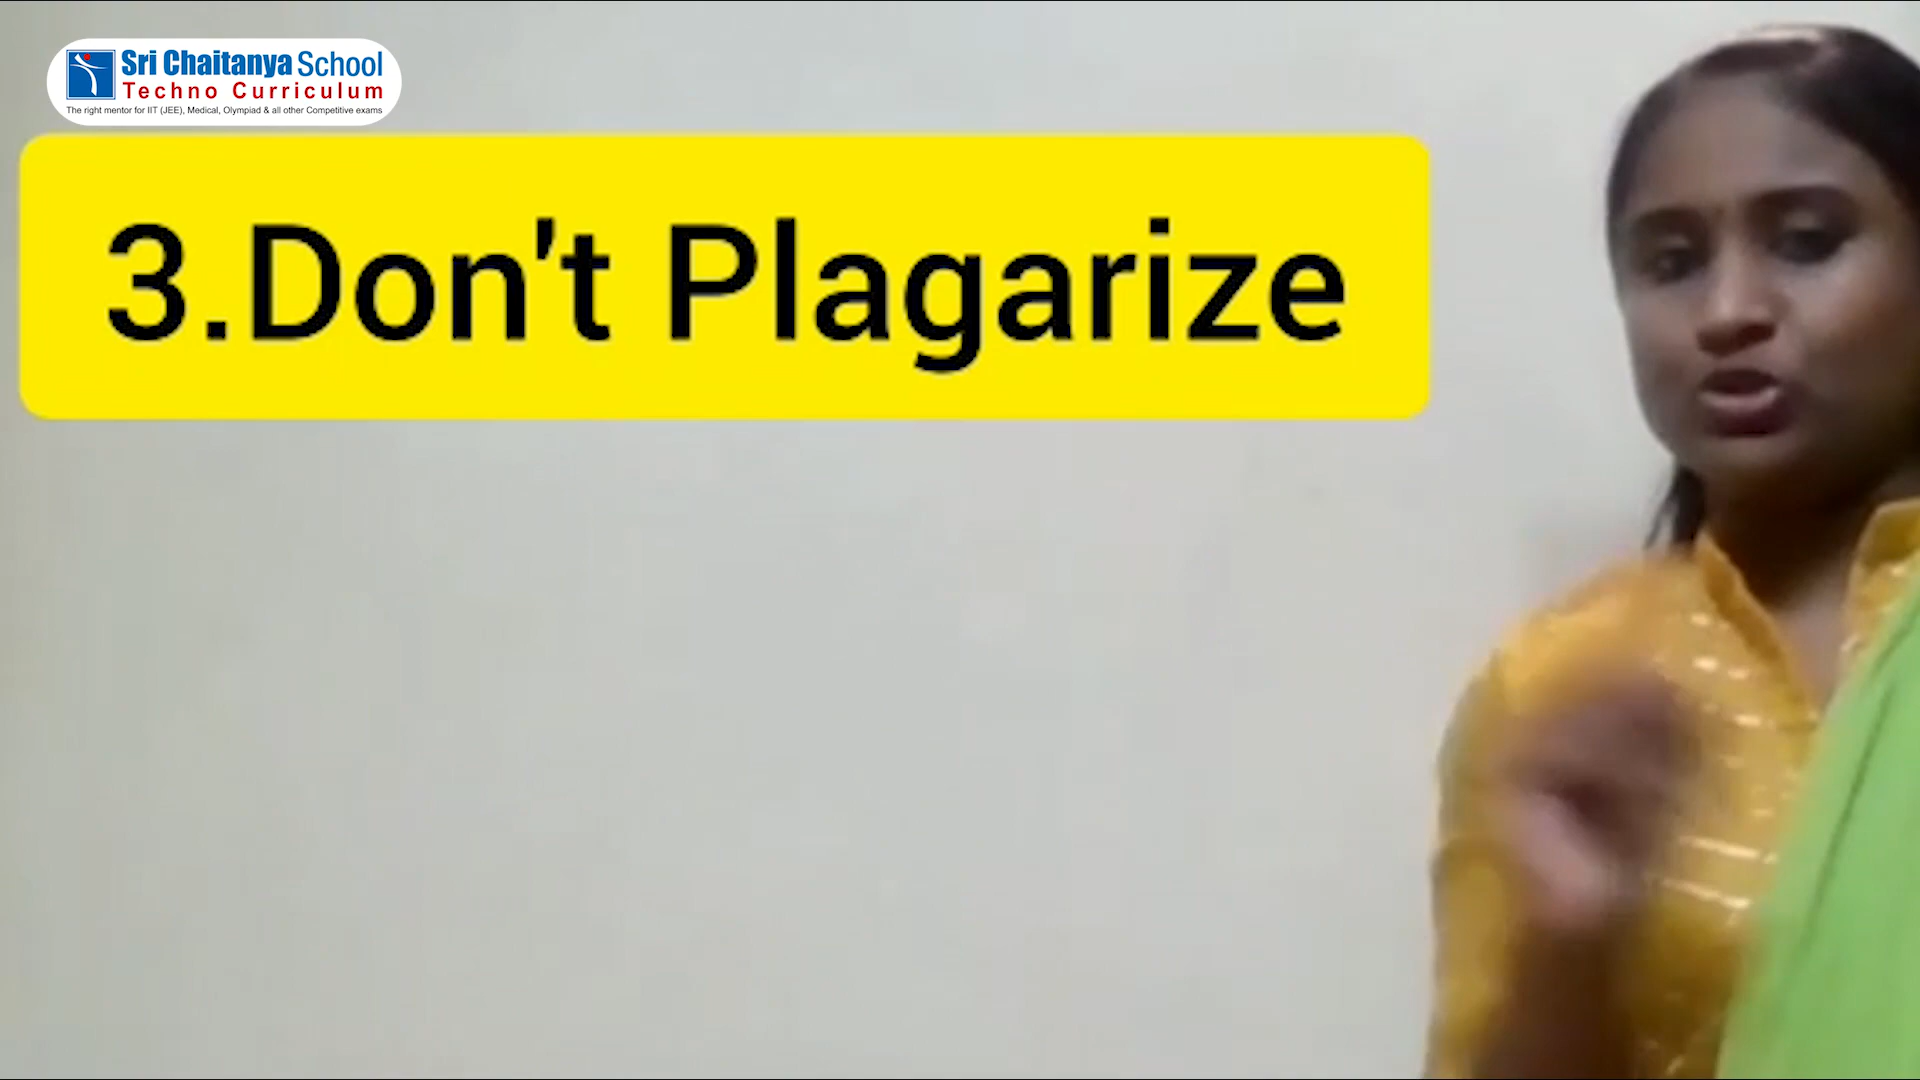 Sri Chaitanya School
Techno Curriculum
The right mentor for IIT (JEE), Medical, Olympiad & all other Competitive exams
3.Don't Plagarize